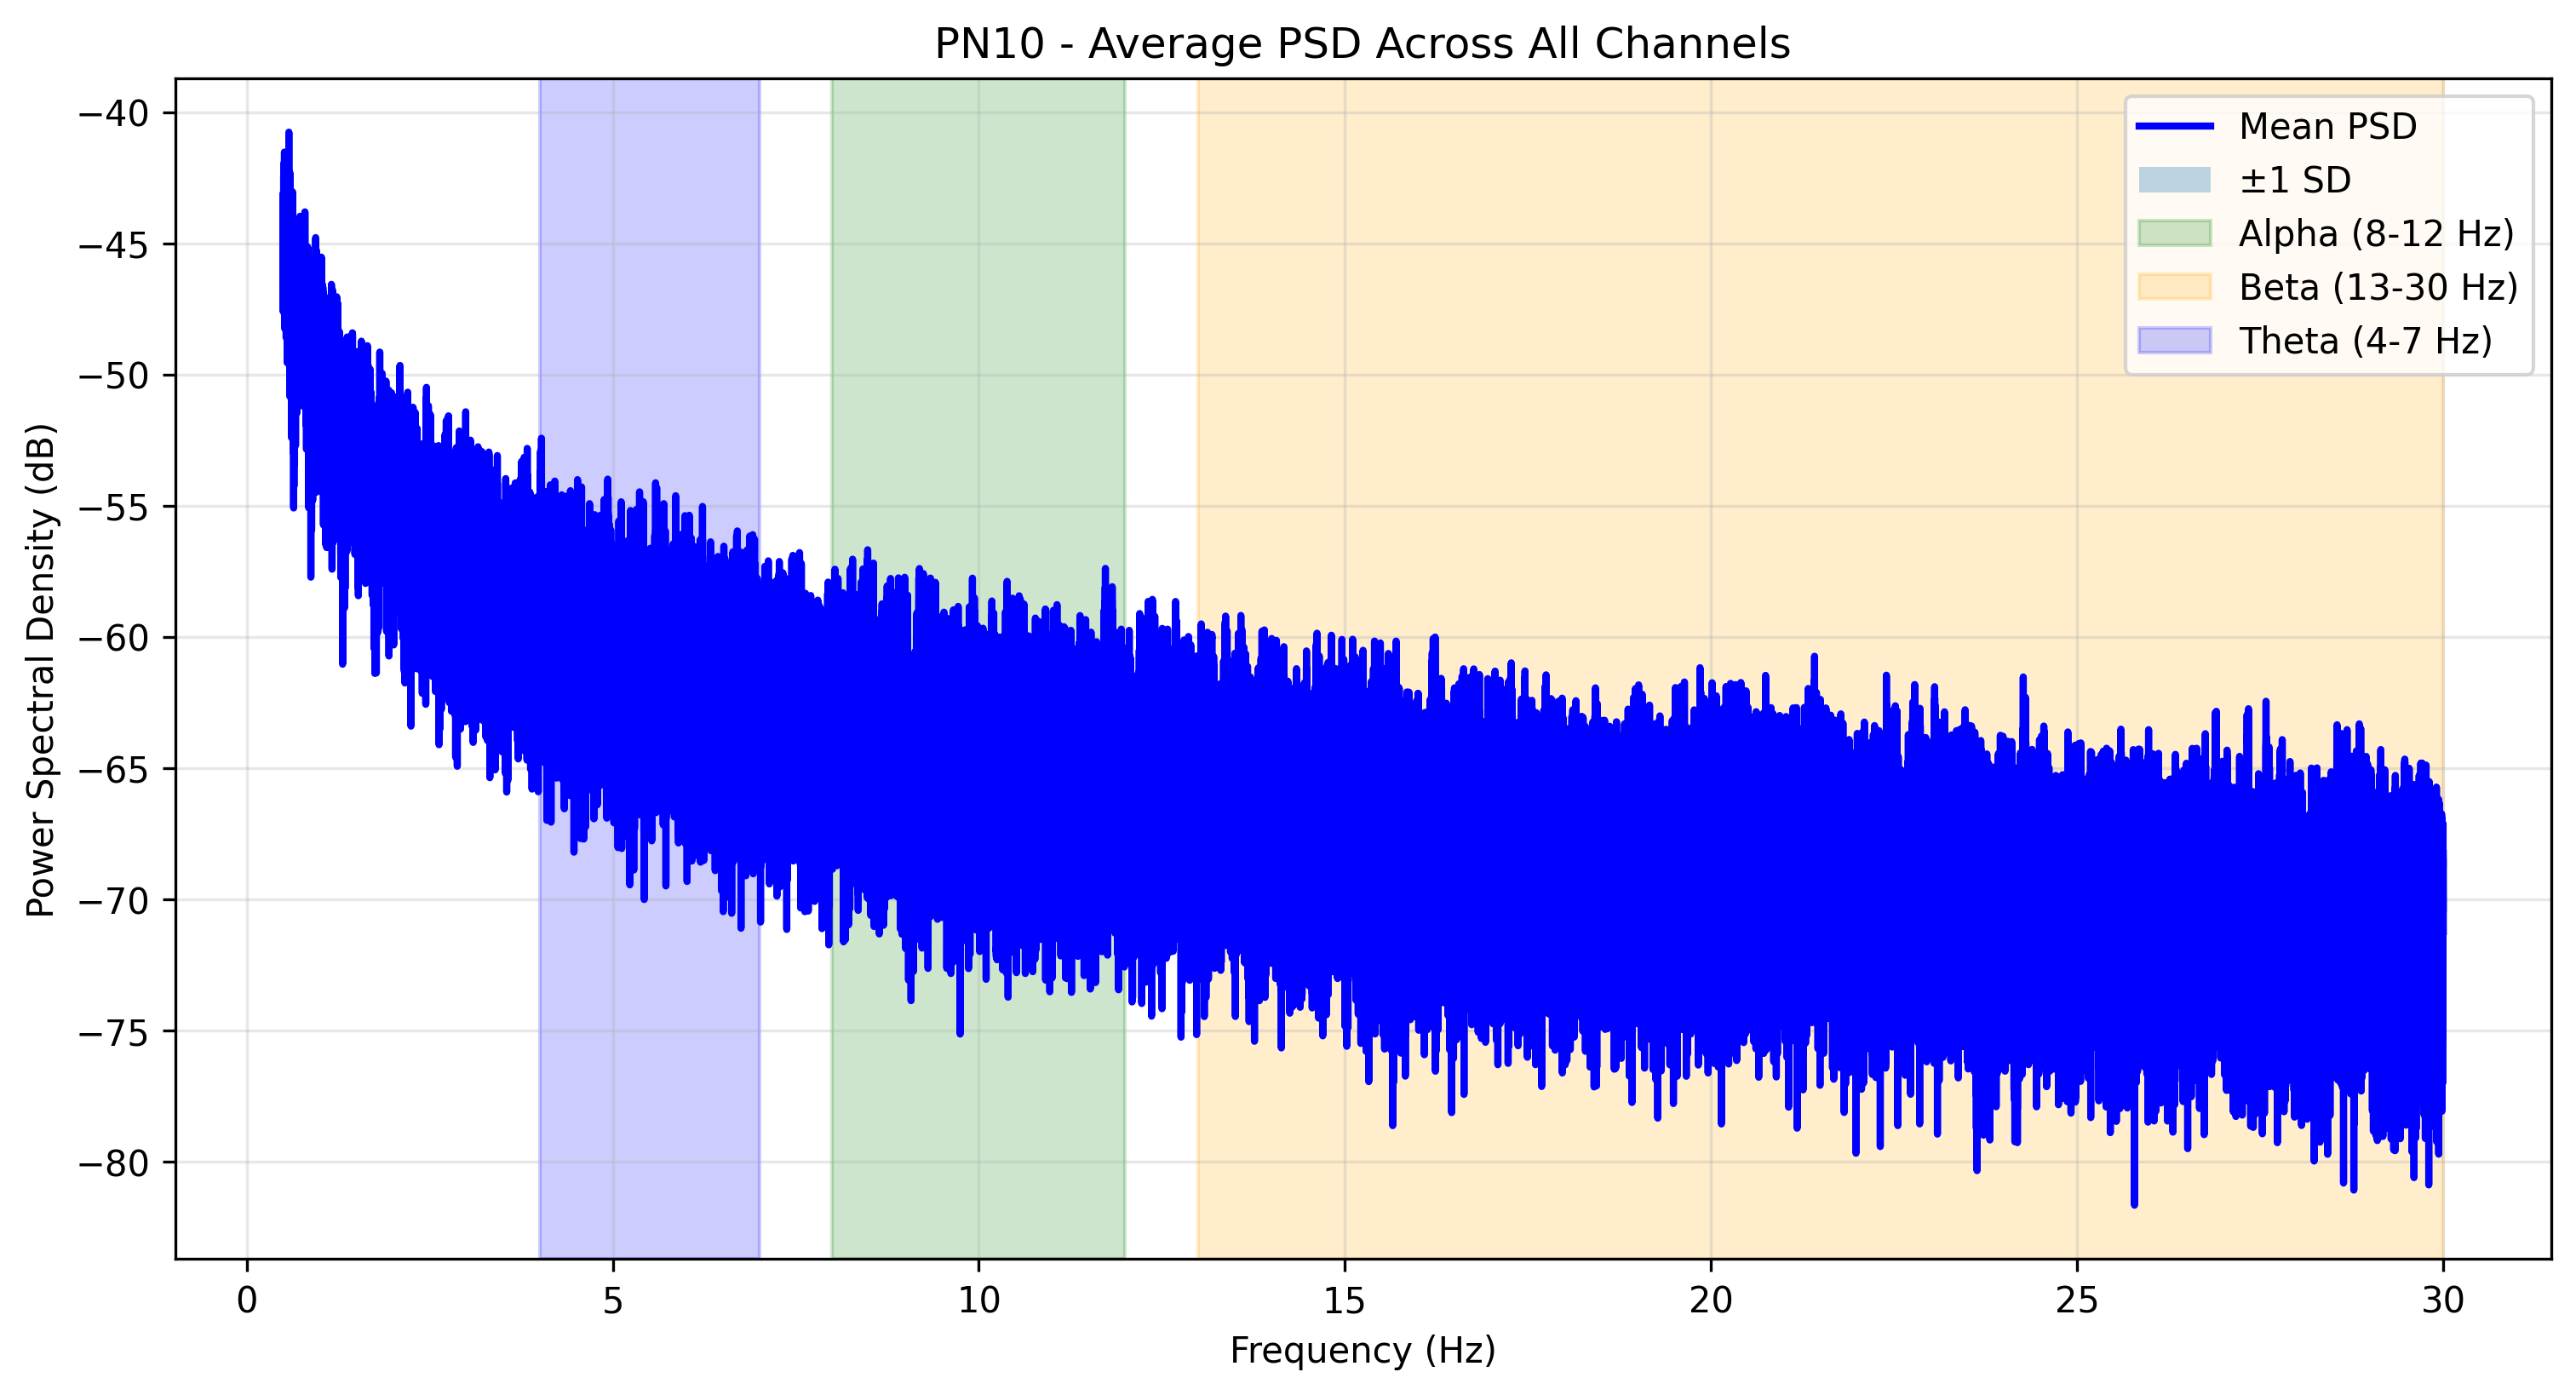 PN10 - Average PSD Across All Channels
−40
−45
−50
−55
−60
−65
−70
−75
−80
Power Spectral Density (dB)
Mean PSD
±1 SD
Alpha (8-12 Hz)
Beta (13-30 Hz)
Theta (4-7 Hz)
0 5 10 15 20 25 30
Frequency (Hz)